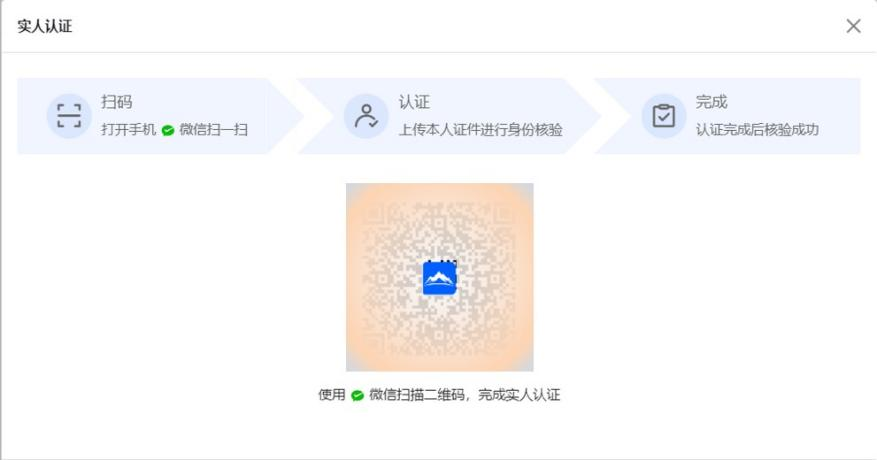 实人认证
扫码
打开手机 微信扫一扫
认证
上传本人证件进行身份核验
完成
认证完成后核验成功
使用 微信扫描二维码，完成实人认证